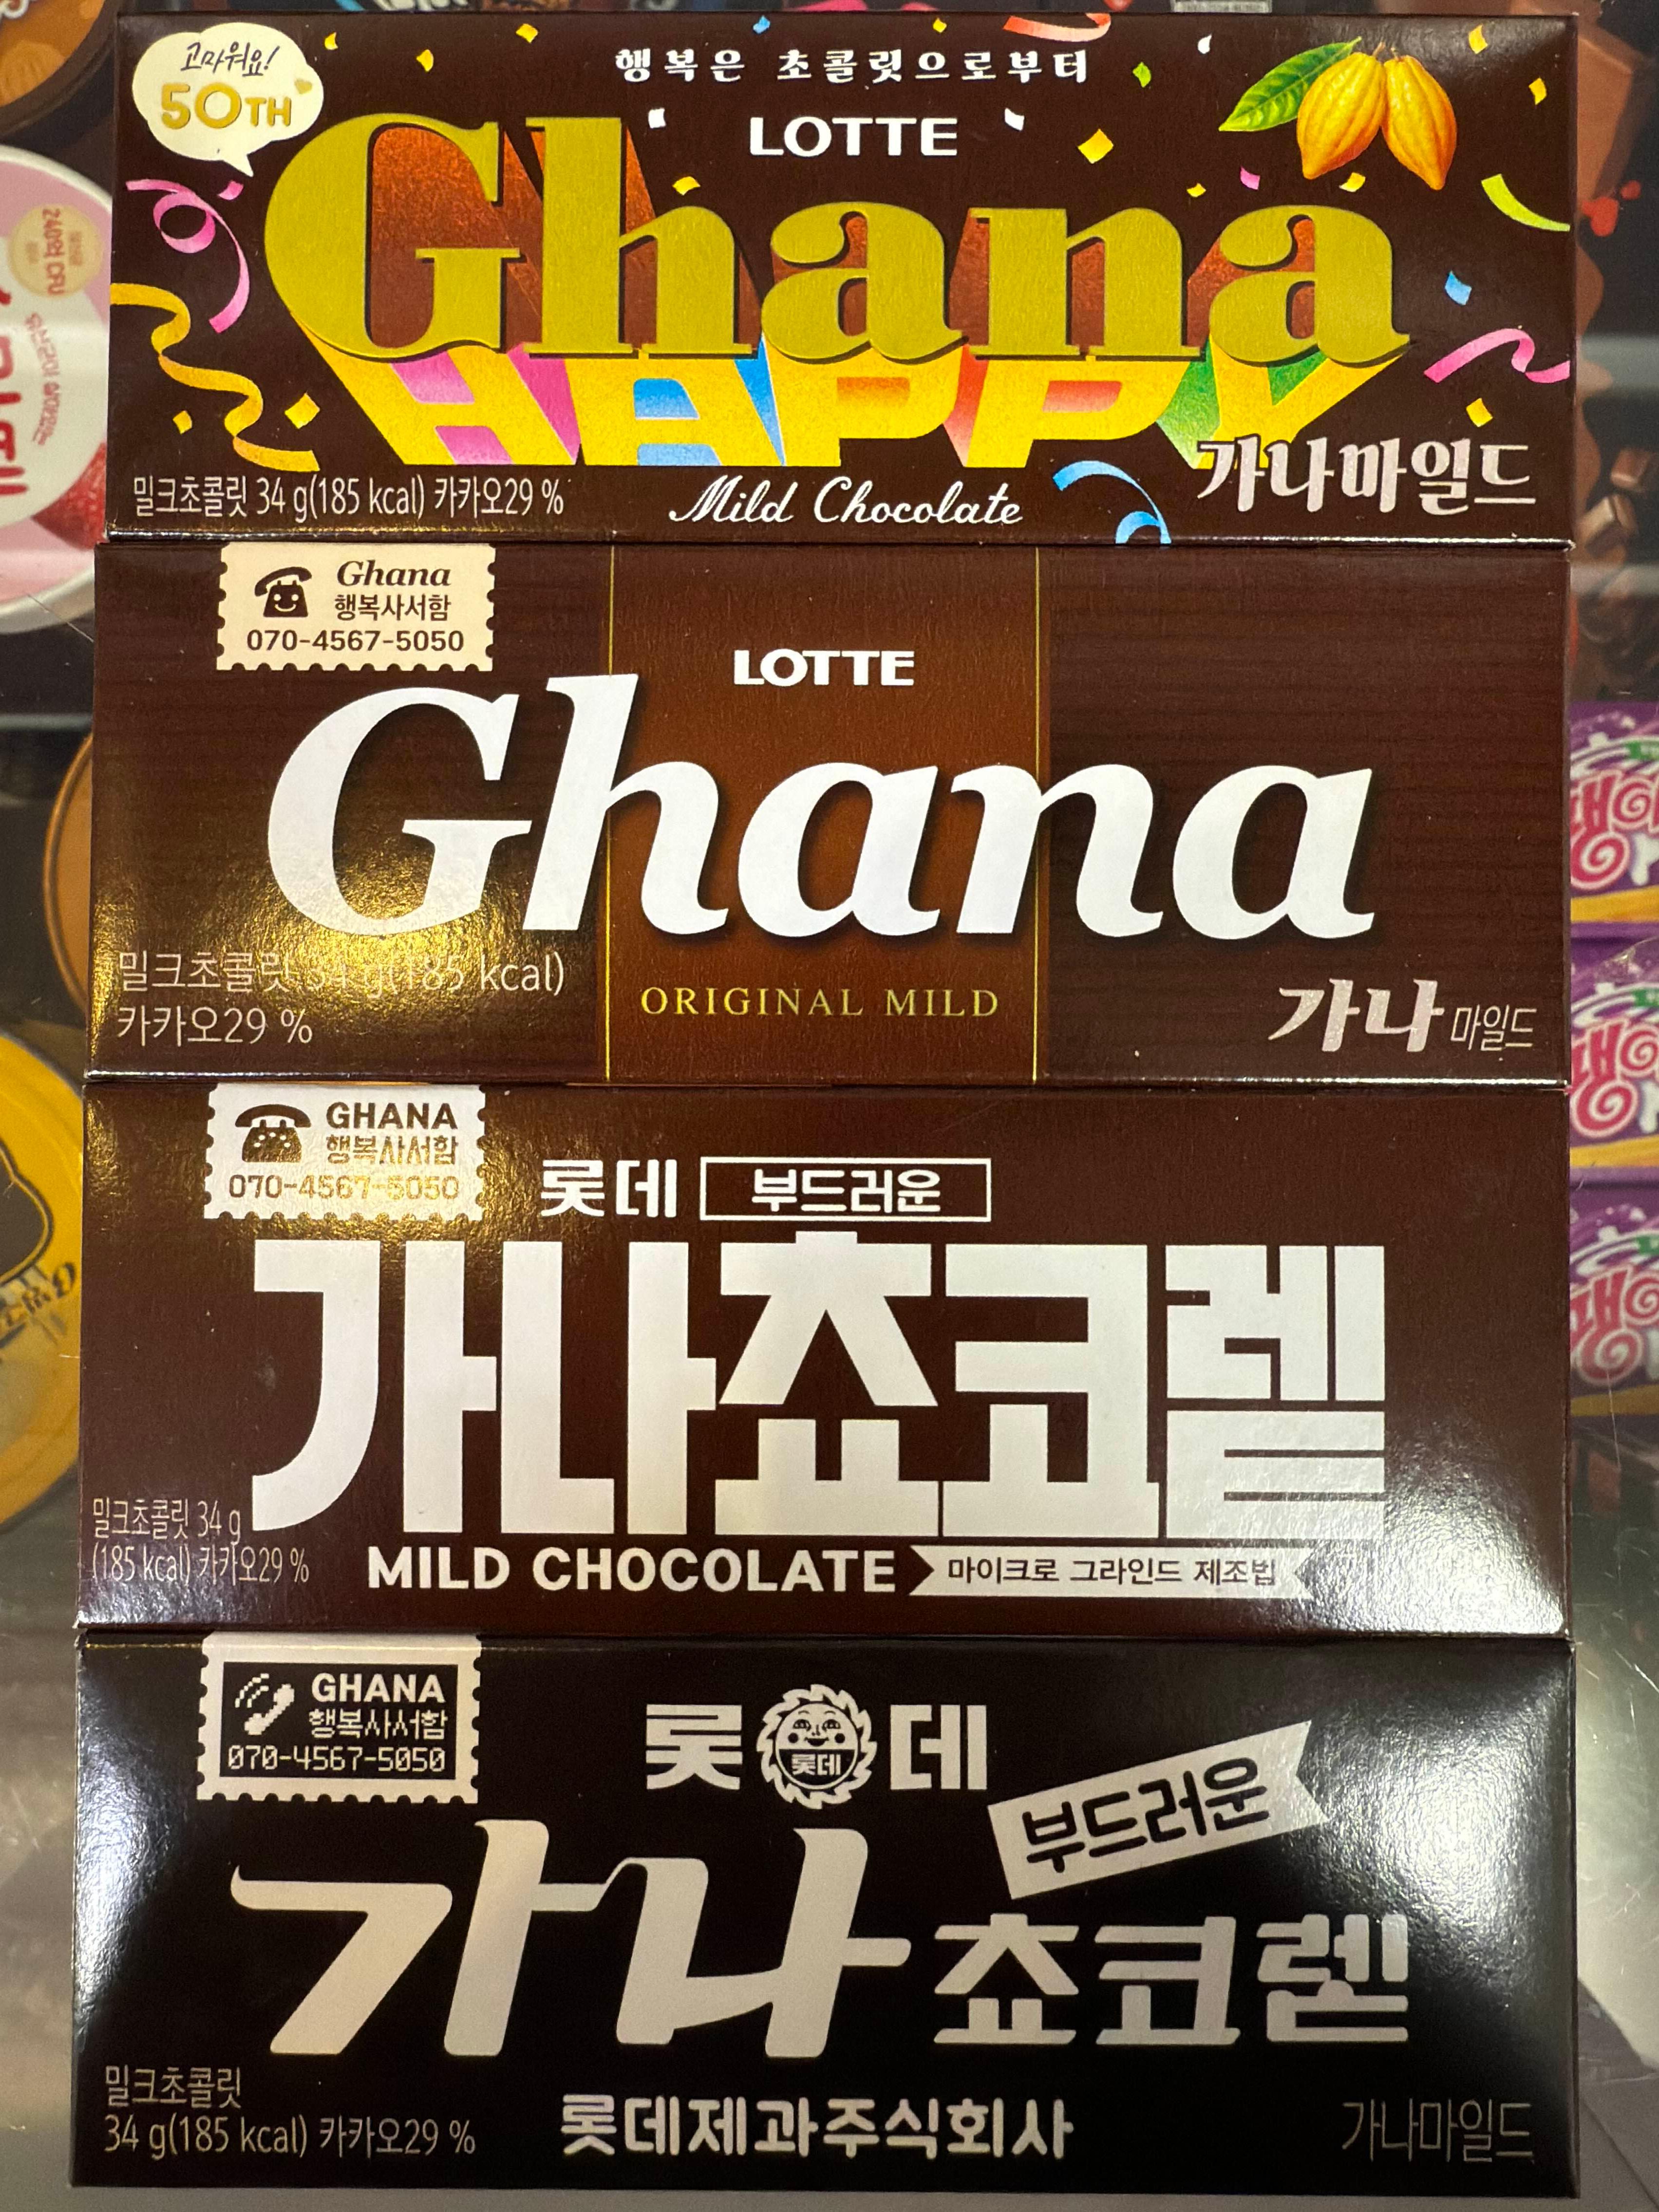 고마워요!
50TH
행복은 초콜릿으로부터
LOTTE
Ghana
HAPPY
가나마일드
밀크초콜릿 34 g(185 kcal) 카카오29 %
Mild Chocolate
Ghana
행복사서함
070-4567-5050
LOTTE
Ghana
밀크초콜릿 34 g(185 kcal)
카카오29 %
ORIGINAL MILD
가나 마일드
GHANA
행복사서함
070-4567-5050
롯데 부드러운
가나쵸코렡
밀크초콜릿 34 g
(185 kcal) 카카오29 %
MILD CHOCOLATE 마이크로 그라인드 제조법
GHANA
행복사서함
070-4567-5050
롯데
롯데
부드러운
가나 쵸코렡
밀크초콜릿
34 g(185 kcal) 카카오29 %
롯데제과주식회사
가나마일드